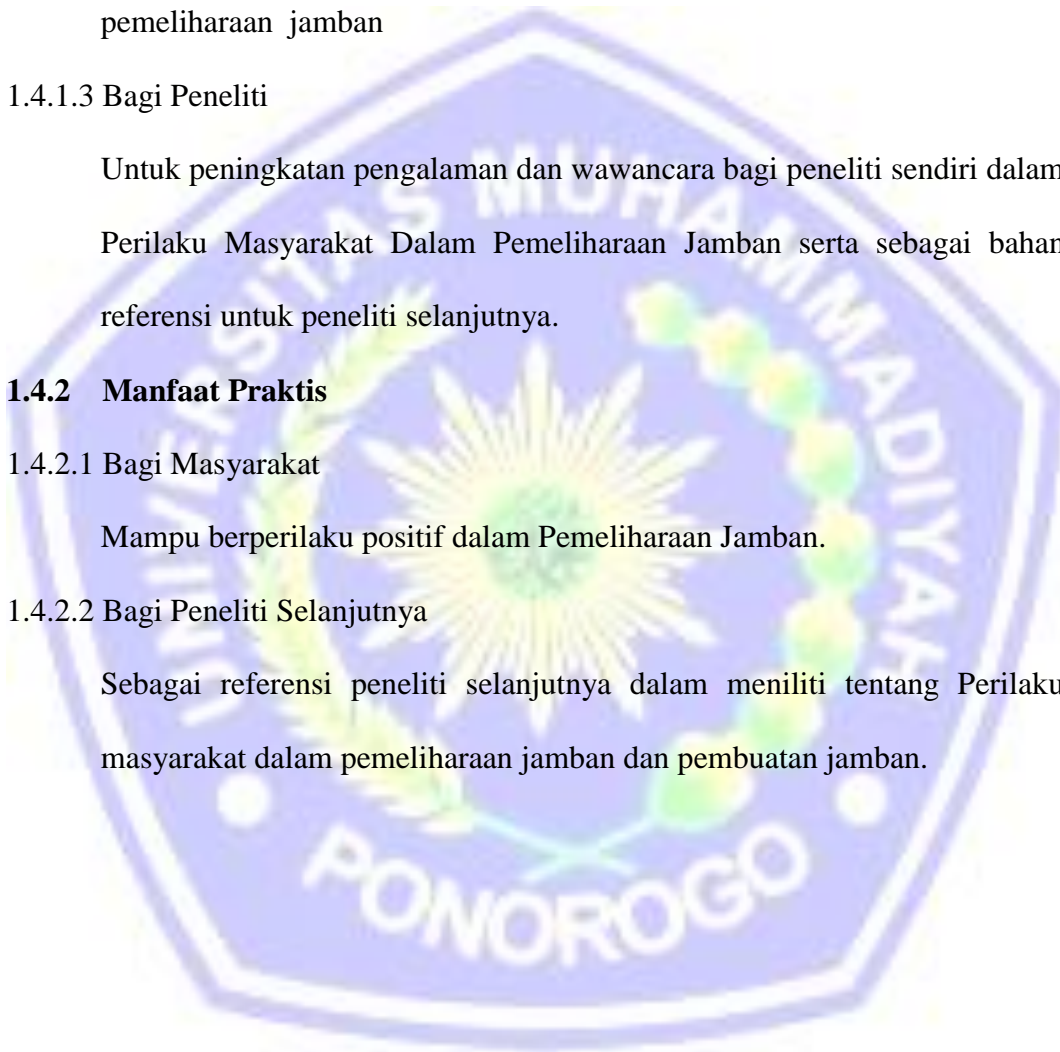 pemeliharaan jamban
1.4.1.3 Bagi Peneliti
Untuk peningkatan pengalaman dan wawancara bagi peneliti sendiri dalam
Perilaku Masyarakat Dalam Pemeliharaan Jamban serta sebagai bahan
referensi untuk peneliti selanjutnya.
1.4.2 Manfaat Praktis
1.4.2.1 Bagi Masyarakat
Mampu berperilaku positif dalam Pemeliharaan Jamban.
1.4.2.2 Bagi Peneliti Selanjutnya
Sebagai referensi peneliti selanjutnya dalam meniliti tentang Perilaku
masyarakat dalam pemeliharaan jamban dan pembuatan jamban.
UNIVERSITAS MUHAMMADIYAH
PONOROGO